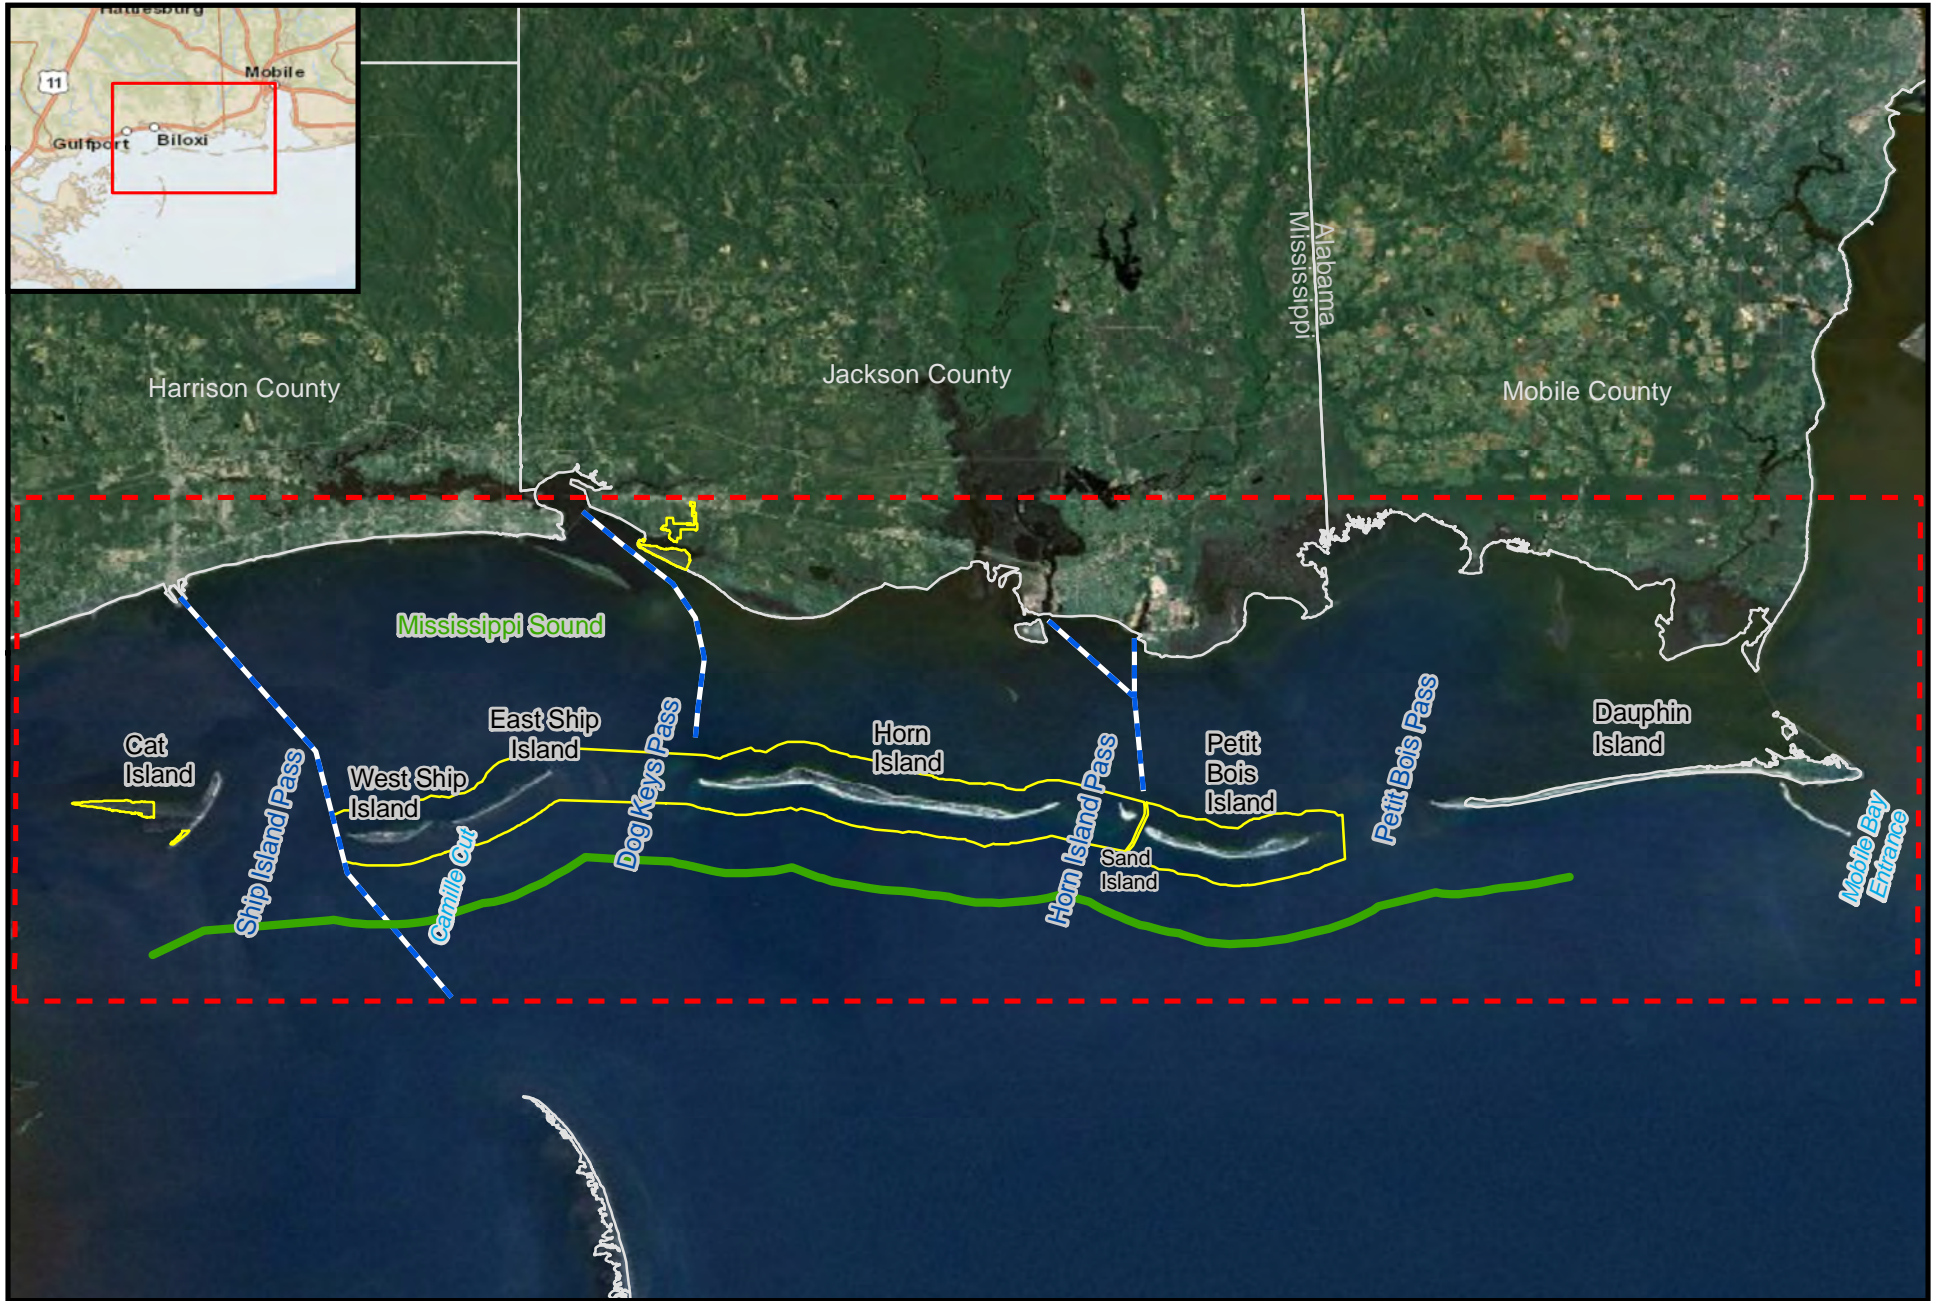 Hattiesburg
11
Mobile
Gulfport
Biloxi
Alabama
Mississippi
Harrison County
Jackson County
Mobile County
Mississippi Sound
Cat
Island
Ship Island Pass
West Ship
Island
East Ship
Island
Camille Cut
Dog Keys Pass
Horn
Island
Horn Island Pass
Sand
Island
Petit
Bois
Island
Petit Bois Pass
Dauphin
Island
Mobile Bay
Entrance